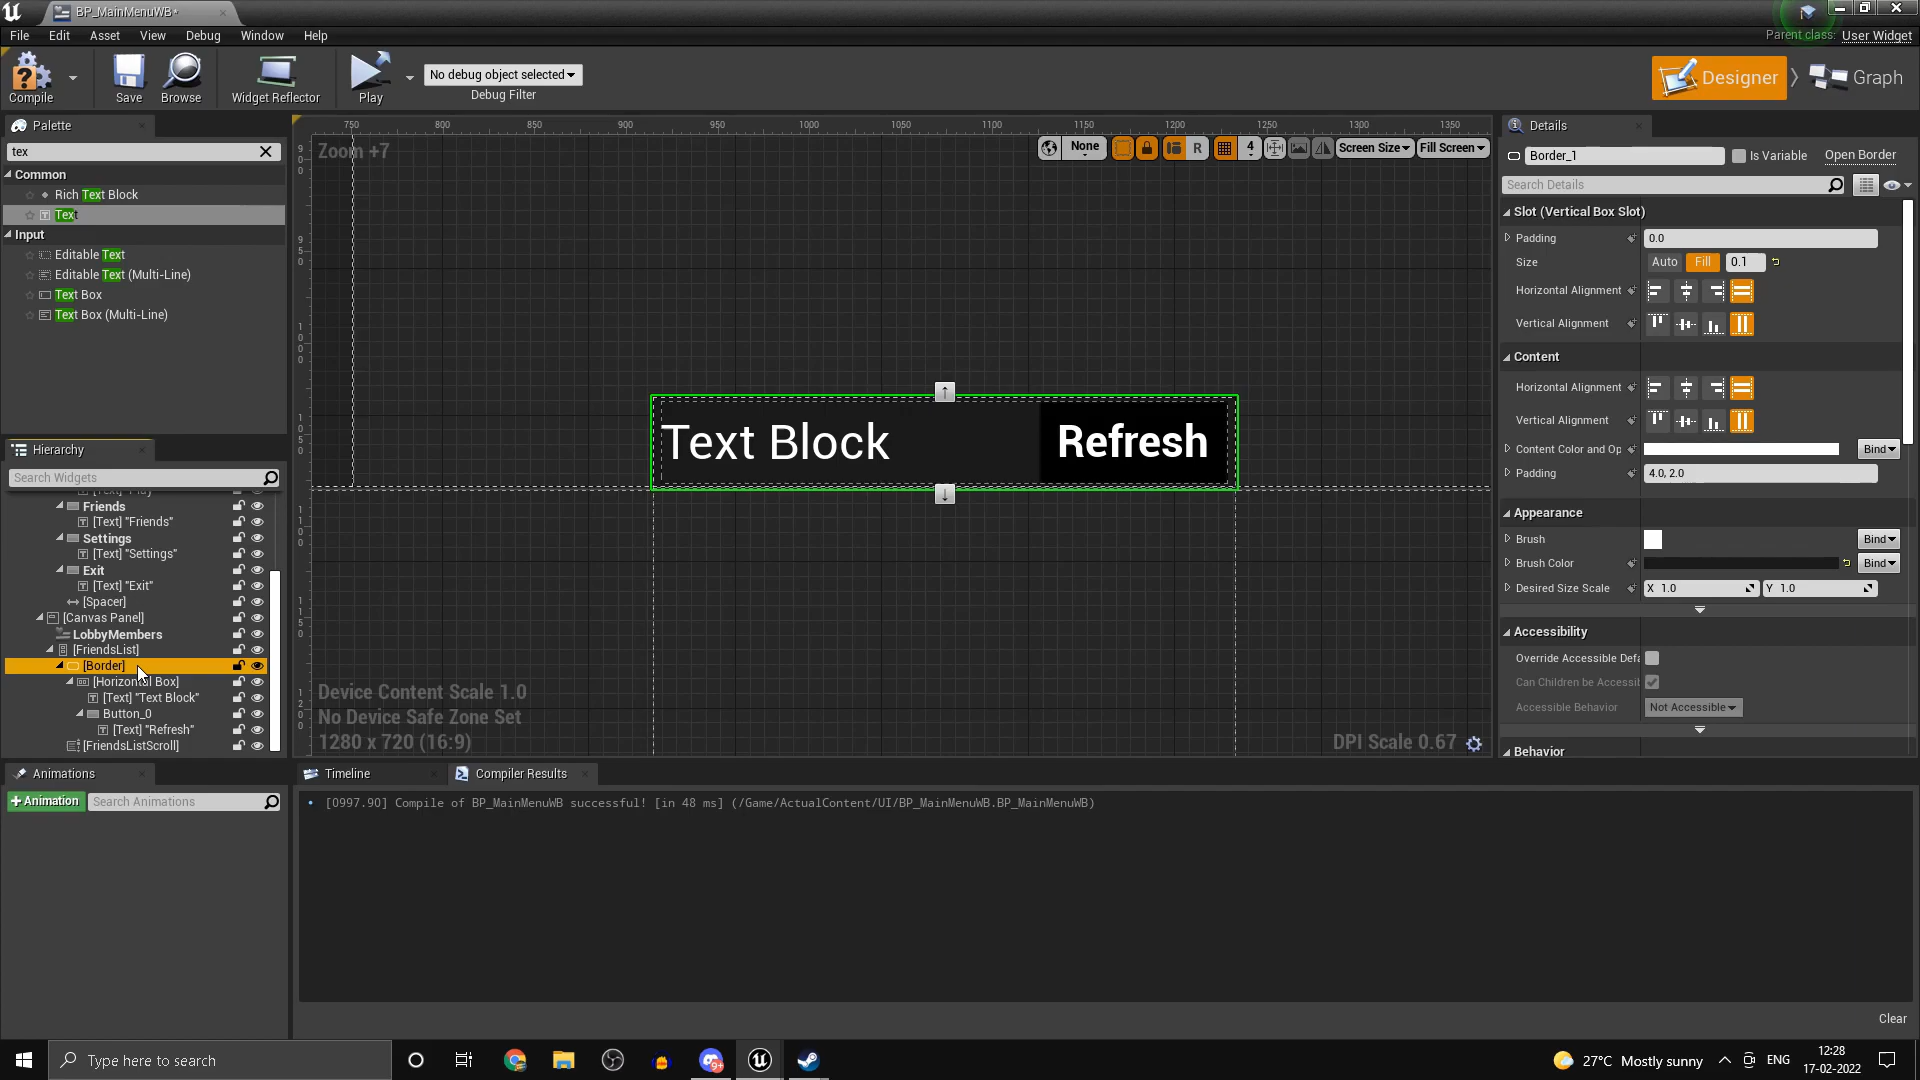 BP_MainMenuWB*
File Edit Asset View Debug Window Help
Parent class: User Widget
Compile
Save
Browse
Widget Reflector
Play
No debug object selected
Debug Filter
Designer
Graph
Palette
tex
Common
Rich Text Block
Text
Input
Editable Text
Editable Text (Multi-Line)
Text Box
Text Box (Multi-Line)
Hierarchy
Search Widgets
[Text] "Play"
Friends
[Text] "Friends"
Settings
[Text] "Settings"
Exit
[Text] "Exit"
[Spacer]
[Canvas Panel]
LobbyMembers
[FriendsList]
[Border]
[Horizontal Box]
[Text] "Text Block"
Button_0
[Text] "Refresh"
[FriendsListScroll]
Animations
+Animation
Search Animations
750 800 850 900 950 1000 1050 1100 1150 1200 1250 1300 1350
Zoom +7
None
R
4
Screen Size
Fill Screen
900
950
1000
1050
1100
1150
1200
Text Block
Refresh
Device Content Scale 1.0
No Device Safe Zone Set
1280 x 720 (16:9)
DPI Scale 0.67
Timeline
Compiler Results
[0997.90] Compile of BP_MainMenuWB successful! [in 48 ms] (/Game/ActualContent/UI/BP_MainMenuWB.BP_MainMenuWB)
Clear
Details
Border_1
Is Variable
Open Border
Search Details
Slot (Vertical Box Slot)
Padding 0.0
Size Auto Fill 0.1
Horizontal Alignment
Vertical Alignment
Content
Horizontal Alignment
Vertical Alignment
Content Color and Op Bind
Padding 4.0, 2.0
Appearance
Brush Bind
Brush Color Bind
Desired Size Scale X 1.0 Y 1.0
Accessibility
Override Accessible Defa
Can Children be Accessib
Accessible Behavior Not Accessible
Behavior
Type here to search
9+
27°C Mostly sunny
ENG
12:28
17-02-2022